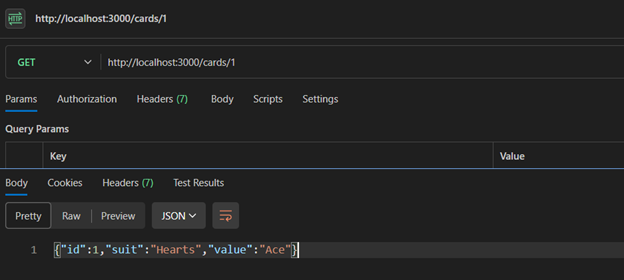 HTTP http://localhost:3000/cards/1
GET http://localhost:3000/cards/1
Params Authorization Headers (7) Body Scripts Settings
Query Params
Key Value
Body Cookies Headers (7) Test Results
Pretty Raw Preview JSON
1 {"id":1,"suit":"Hearts","value":"Ace"}